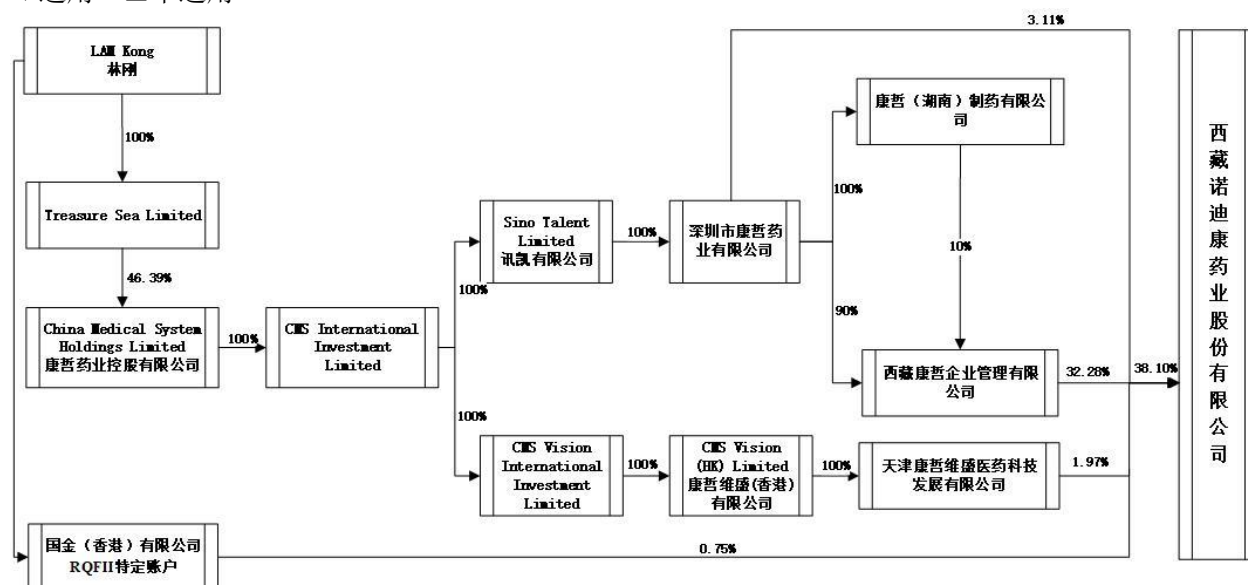 3.11%
LAM Kong
林刚
100%
Treasure Sea Limited
46.39%
China Medical System
Holdings Limited
康哲药业控股有限公司
100%
CMS International
Investment
Limited
100%
Sino Talent
Limited
讯凯有限公司
100%
深圳市康哲药
业有限公司
100%
康哲（湖南）制药有限公
司
10%
90%
西藏康哲企业管理有限
公司
32.28%
38.10%
100%
CMS Vision
International
Investment
Limited
100%
CMS Vision
(HK) Limited
康哲维盛(香港)
有限公司
100%
天津康哲维盛医药科技
发展有限公司
1.97%
国金（香港）有限公司
RQFII特定账户
0.75%
西藏诺迪康药业股份有限公司